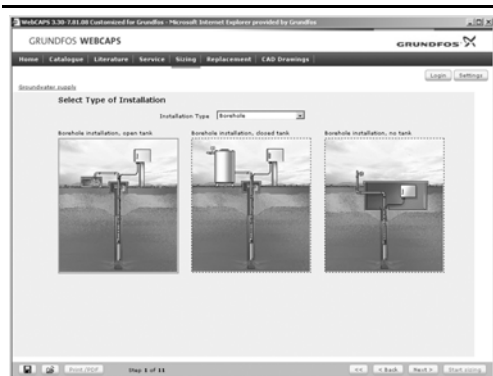 WebCAPS 3.30-7.01.08 Customized for Grundfos - Microsoft Internet Explorer provided by Grundfos
GRUNDFOS WEBCAPS
GRUNDFOS
Home Catalogue Literature Service Sizing Replacement CAD Drawings
Login Settings
Groundwater supply
Select Type of Installation
Installation Type Borehole
Borehole installation, open tank Borehole installation, closed tank Borehole installation, no tank
Print/PDF Step 1 of 11 << < Back Next > Start sizing